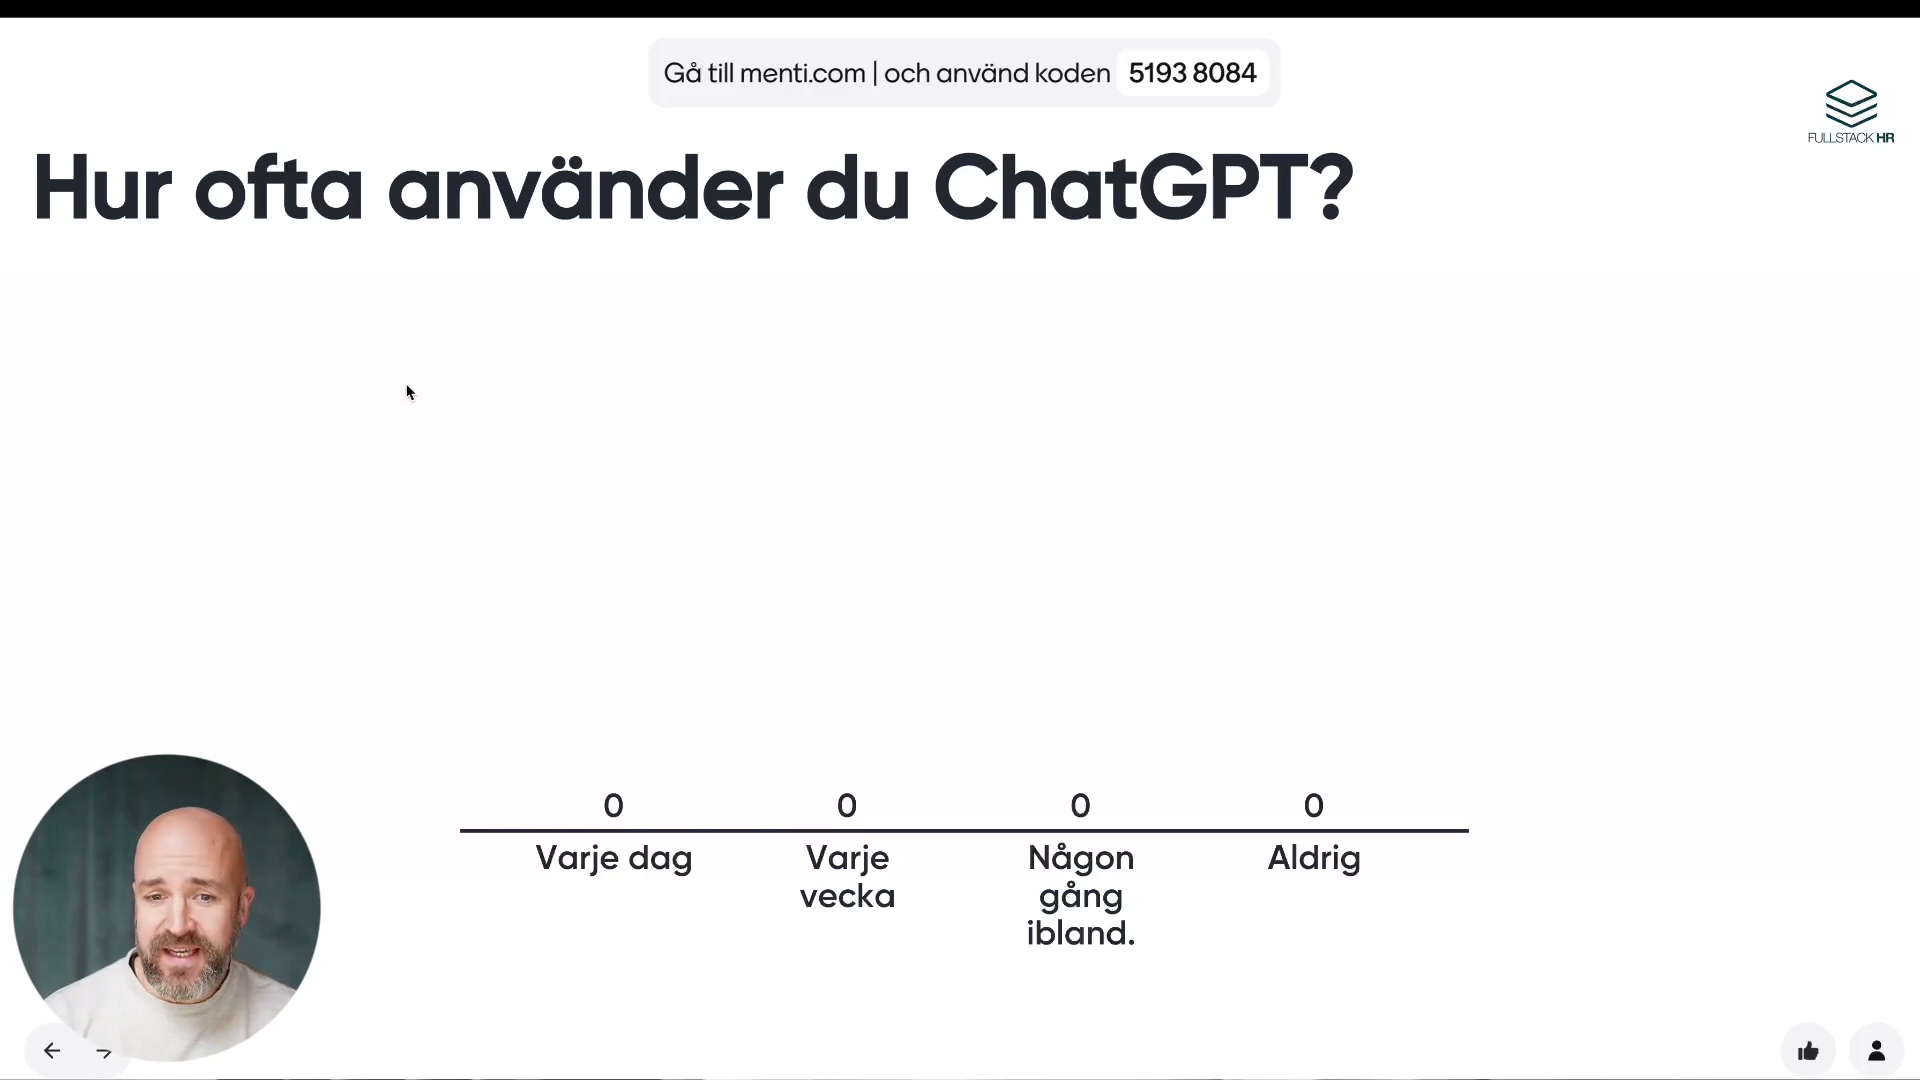 Gå till menti.com | och använd koden 5193 8084
FULLSTACK HR
Hur ofta använder du ChatGPT?
0 0 0 0
Varje dag
Varje
vecka
Någon
gång
ibland.
Aldrig